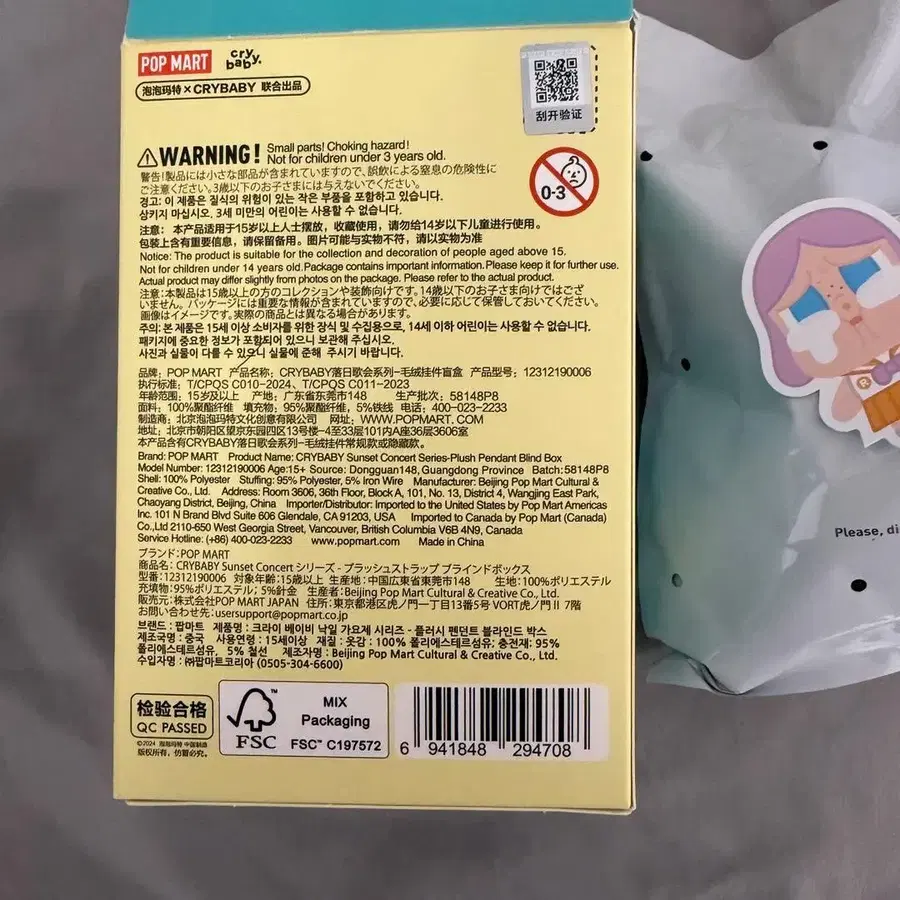 POP MART
cry baby.
泡泡玛特×CRYBABY 联合出品
刮开验证
WARNING! Small parts! Choking hazard!
Not for children under 3 years old.
0-3
警告!製品には小さな部品が含まれていますので、誤飲による窒息の危険性に
ご注意ください。3歳以下のお子さまには与えないでください。
경고: 이 제품은 질식의 위험이 있는 작은 부품을 포함하고 있습니다.
삼키지 마십시오. 3세 미만의 어린이는 사용할 수 없습니다.
注意： 本产品适用于15岁以上人士摆放，收藏使用，请勿给14岁以下儿童进行使用。
包装上含有重要信息，请保留备用。图片可能与实物不符，请以实物为准
Notice: The product is suitable for the collection and decoration of people aged above 15.
Not for children under 14 years old. Package contains important information. Please keep it for further use.
Actual product may differ slightly from photos on the package. Please refer to the actual product.
注意:本製品は15歳以上の方のコレクションや装飾向けです。14歳以下のお子さま向けではござ
いません。パッケージには重要な情報が含まれていますので、必要に応じて保管しておいてください。
画像はイメージです。実際の商品とは異なる場合があります。
주의: 본 제품은 15세 이상 소비자를 위한 장식 및 수집용으로, 14세 이하 어린이는 사용할 수 없습니다.
패키지에 중요한 정보가 포함되어 있으니 보관해 주십시오.
사진과 실물이 다를 수 있으니 실물에 준해 주시기 바랍니다.
品牌：POP MART 产品名称：CRYBABY落日歌会系列-毛绒挂件盲盒 产品型号：12312190006
执行标准：T/CPQS C010-2024、T/CPQS C011-2023
年龄范围：15岁及以上 产地：广东省东莞市148 生产批次：58148P8
面料：100%聚酯纤维 填充物：95%聚酯纤维，5%铁线 电话：400-023-2233
制造商：北京泡泡玛特文化创意有限公司 网址：WWW.POPMART.COM
地址：北京市朝阳区望京东园四区13号楼-4至33层101内A座36层3606室
本产品含有CRYBABY落日歌会系列-毛绒挂件常规款或隐藏款。
Brand: POP MART Product Name: CRYBABY Sunset Concert Series-Plush Pendant Blind Box
Model Number: 12312190006 Age:15+ Source: Dongguan148, Guangdong Province Batch: 58148P8
Shell: 100% Polyester Stuffing: 95% Polyester, 5% Iron Wire Manufacturer: Beijing Pop Mart Cultural &
Creative Co., Ltd. Address: Room 3606, 36th Floor, Block A, 101, No. 13, District 4, Wangjing East Park,
Chaoyang District, Beijing, China Importer/Distributor: Imported to the United States by Pop Mart Americas
Inc. 101 N Brand Blvd Suite 606 Glendale, CA 91203, USA Imported to Canada by Pop Mart (Canada)
Co.,Ltd 2110-650 West Georgia Street, Vancouver, British Columbia V6B 4N9, Canada
Service Hotline: (+86) 400-023-2233 www.popmart.com Made in China
ブランド:POP MART
商品名: CRYBABY Sunset Concert シリーズ - プラッシュストラップ ブラインドボックス
型番:12312190006 対象年齢:15歳以上 生産地:中国広東省東莞市148 生地:100%ポリエステル
充填物:95%ポリエステル; 5%針金 生産者:Beijing Pop Mart Cultural & Creative Co., Ltd.
販売元:株式会社POP MART JAPAN 住所:東京都港区虎ノ門一丁目13番5号 VORT虎ノ門II 7階
お問い合わせ先:usersupport@popmart.co.jp
브랜드 : 팝마트 제품명 : 크라이 베이비 낙일 가요제 시리즈 - 플러시 펜던트 블라인드 박스
제조국명 : 중국 사용연령 : 15세이상 재질 : 옷감 : 100% 폴리에스테르섬유; 충전재: 95%
폴리에스테르섬유, 5% 철선 제조자명 : Beijing Pop Mart Cultural & Creative Co., Ltd.
수입자명 : ㈜팝마트코리아 (0505-304-6600)
检验合格
QC PASSED
©2024 泡泡玛特 中国制造
版权所有，仿冒必究。
FSC™
MIX
Packaging
FSC™ C197572
6 941848 294708
Please, di